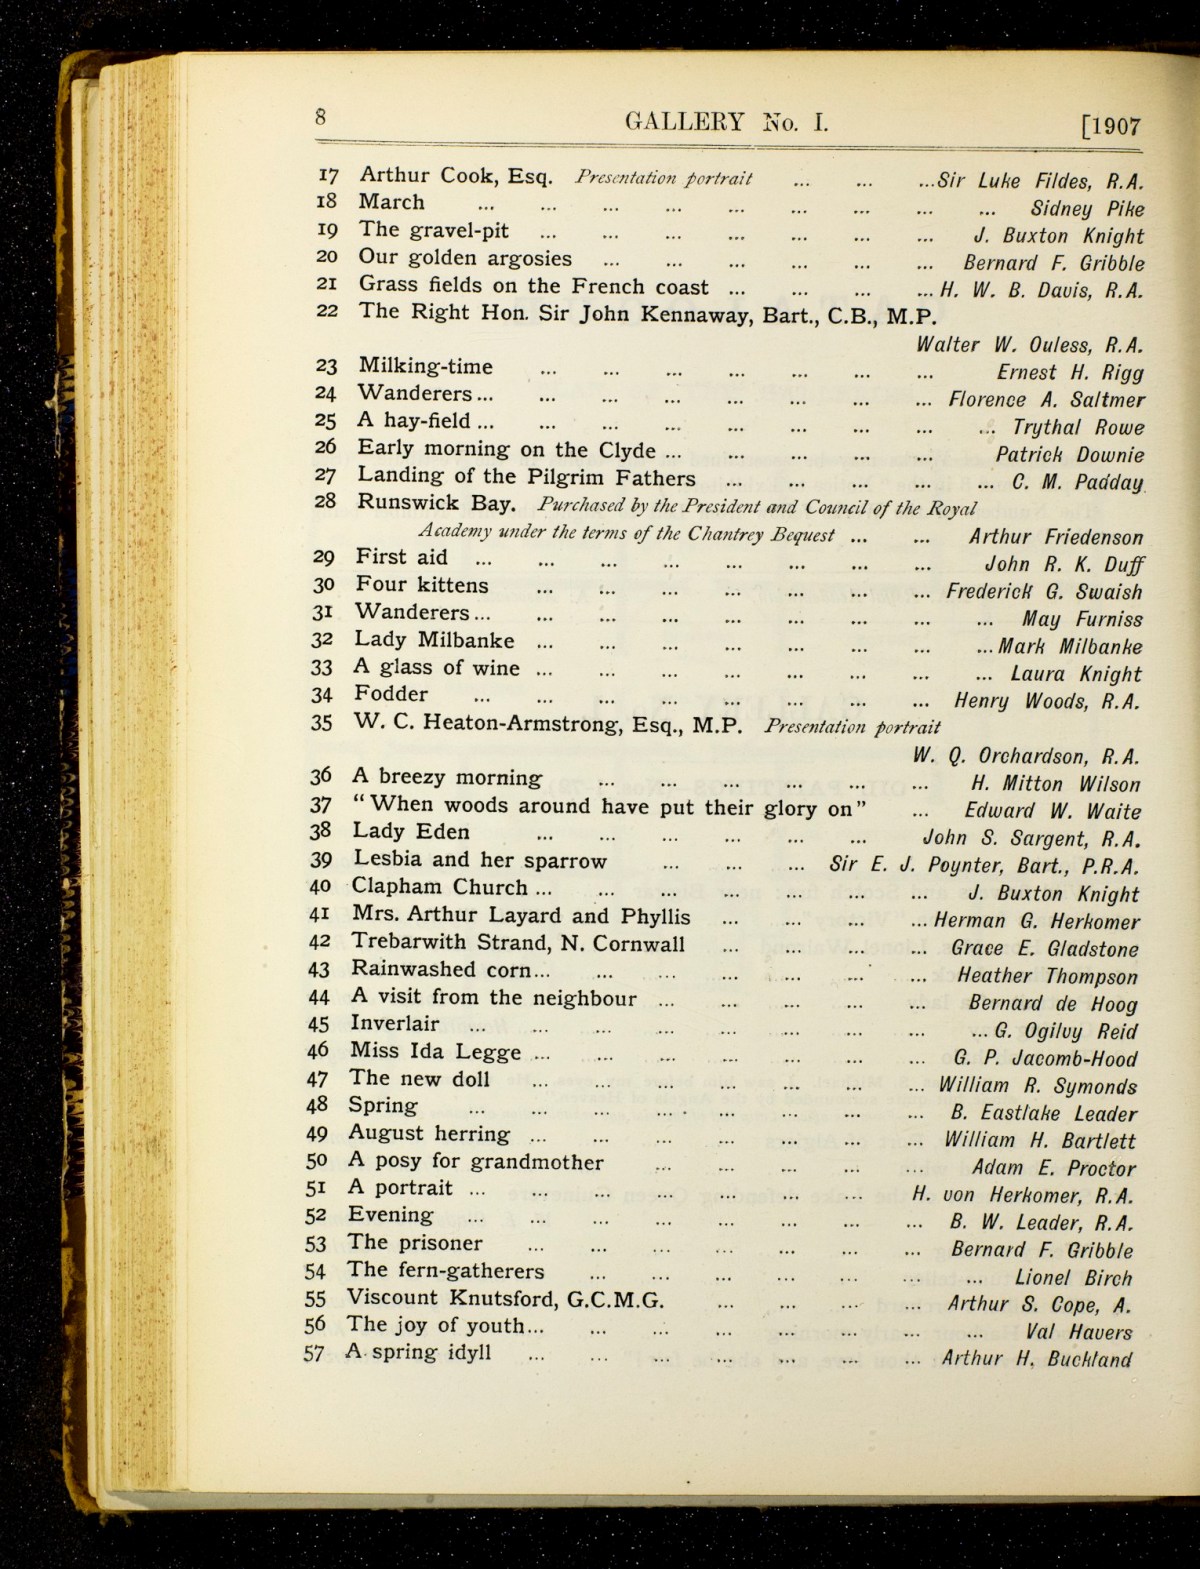 8 GALLERY No. I. [1907
17 Arthur Cook, Esq. Presentation portrait ... ... ...Sir Luke Fildes, R.A.
18 March ... ... ... ... ... ... ... ... ... Sidney Pike
19 The gravel-pit ... ... ... ... ... ... ... J. Buxton Knight
20 Our golden argosies ... ... ... ... ... ... Bernard F. Gribble
21 Grass fields on the French coast ... ... ... ...H. W. B. Davis, R.A.
22 The Right Hon. Sir John Kennaway, Bart., C.B., M.P.
Walter W. Ouless, R.A.
23 Milking-time ... ... ... ... ... ... ... Ernest H. Rigg
24 Wanderers... ... ... ... ... ... ... ... Florence A. Saltmer
25 A hay-field... ... ... ... ... ... ... ... ... Trythal Rowe
26 Early morning on the Clyde ... ... ... ... ... Patrick Downie
27 Landing of the Pilgrim Fathers ... ... ... ... ... C. M. Padday
28 Runswick Bay. Purchased by the President and Council of the Royal
Academy under the terms of the Chantrey Bequest ... ... Arthur Friedenson
29 First aid ... ... ... ... ... ... ... ... John R. K. Duff
30 Four kittens ... ... ... ... ... ... ... Frederick G. Swaish
31 Wanderers... ... ... ... ... ... ... ... ... May Furniss
32 Lady Milbanke ... ... ... ... ... ... ... ...Mark Milbanke
33 A glass of wine ... ... ... ... ... ... ... ... Laura Knight
34 Fodder ... ... ... ... ... ... ... ... Henry Woods, R.A.
35 W. C. Heaton-Armstrong, Esq., M.P. Presentation portrait
W. Q. Orchardson, R.A.
36 A breezy morning ... ... ... ... ... ... H. Mitton Wilson
37 “When woods around have put their glory on” ... Edward W. Waite
38 Lady Eden ... ... ... ... ... ... John S. Sargent, R.A.
39 Lesbia and her sparrow ... ... ... Sir E. J. Poynter, Bart., P.R.A.
40 Clapham Church... ... ... ... ... ... ... J. Buxton Knight
41 Mrs. Arthur Layard and Phyllis ... ... ... ...Herman G. Herkomer
42 Trebarwith Strand, N. Cornwall ... ... ... ... Grace E. Gladstone
43 Rainwashed corn... ... ... ... ... ... ... Heather Thompson
44 A visit from the neighbour ... ... ... ... ... Bernard de Hoog
45 Inverlair ... ... ... ... ... ... ... ... ...G. Ogilvy Reid
46 Miss Ida Legge ... ... ... ... ... ... ... G. P. Jacomb-Hood
47 The new doll ... ... ... ... ... ... ... William R. Symonds
48 Spring ... ... ... ... ... ... ... ... B. Eastlake Leader
49 August herring ... ... ... ... ... ... ... William H. Bartlett
50 A posy for grandmother ... ... ... ... ... Adam E. Proctor
51 A portrait ... ... ... ... ... ... ... H. von Herkomer, R.A.
52 Evening ... ... ... ... ... ... ... ... B. W. Leader, R.A.
53 The prisoner ... ... ... ... ... ... ... Bernard F. Gribble
54 The fern-gatherers ... ... ... ... ... ... ... Lionel Birch
55 Viscount Knutsford, G.C.M.G. ... ... ... ... Arthur S. Cope, A.
56 The joy of youth... ... ... ... ... ... ... ... Val Havers
57 A spring idyll ... ... ... ... ... ... ... Arthur H. Buckland